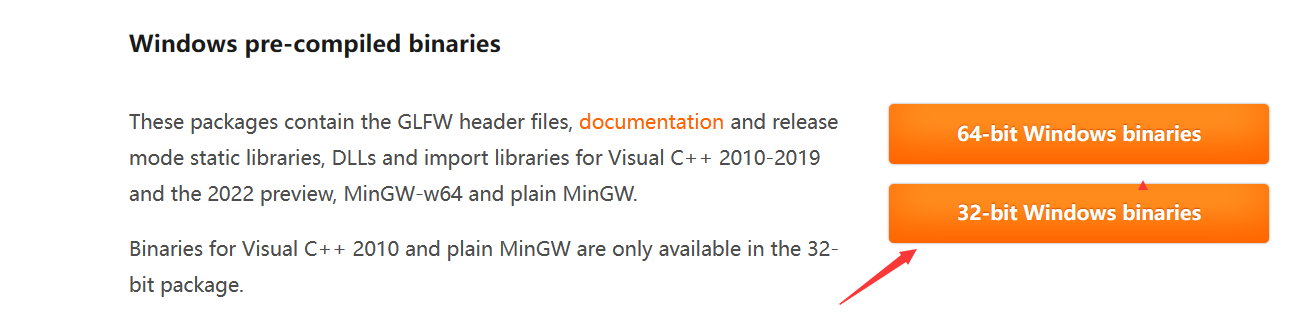 Windows pre-compiled binaries
These packages contain the GLFW header files, documentation and release
mode static libraries, DLLs and import libraries for Visual C++ 2010-2019
and the 2022 preview, MinGW-w64 and plain MinGW.
Binaries for Visual C++ 2010 and plain MinGW are only available in the 32-
bit package.
64-bit Windows binaries
32-bit Windows binaries